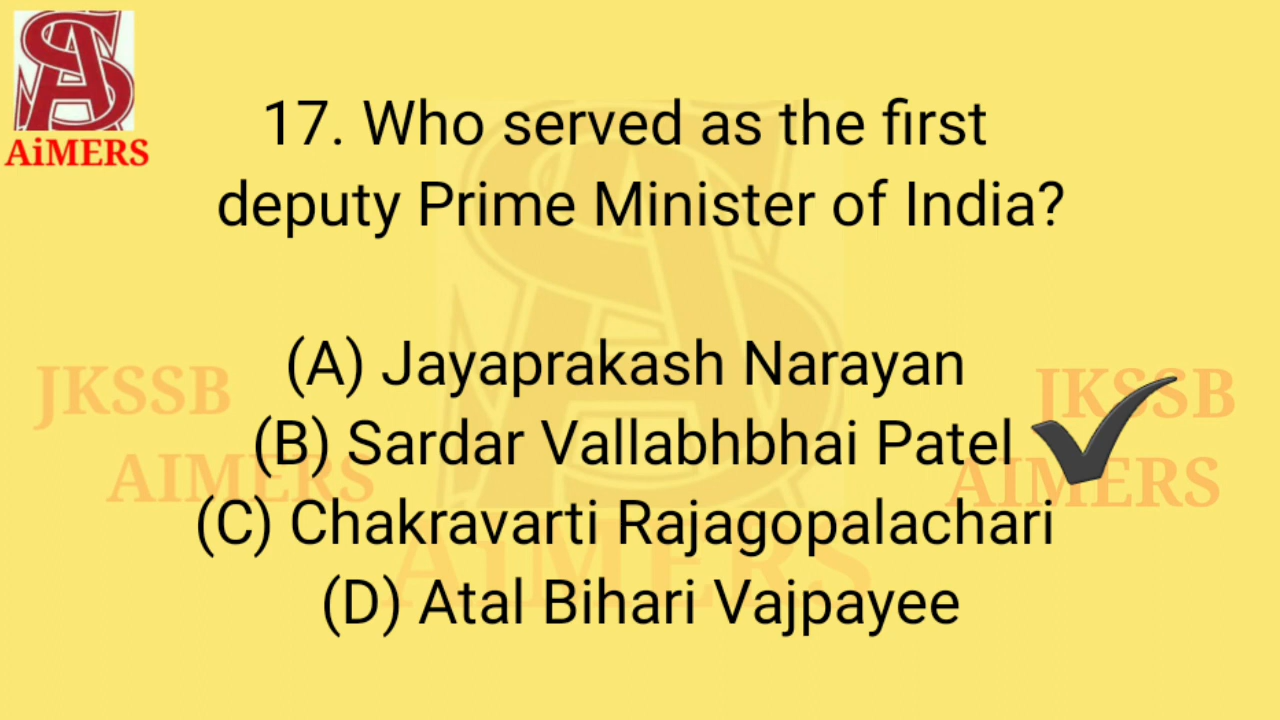 AiMERS
17. Who served as the first
deputy Prime Minister of India?
(A) Jayaprakash Narayan
(B) Sardar Vallabhbhai Patel
(C) Chakravarti Rajagopalachari
(D) Atal Bihari Vajpayee
JKSSB
AIMERS
JKSSB
AIMERS
AiMERS